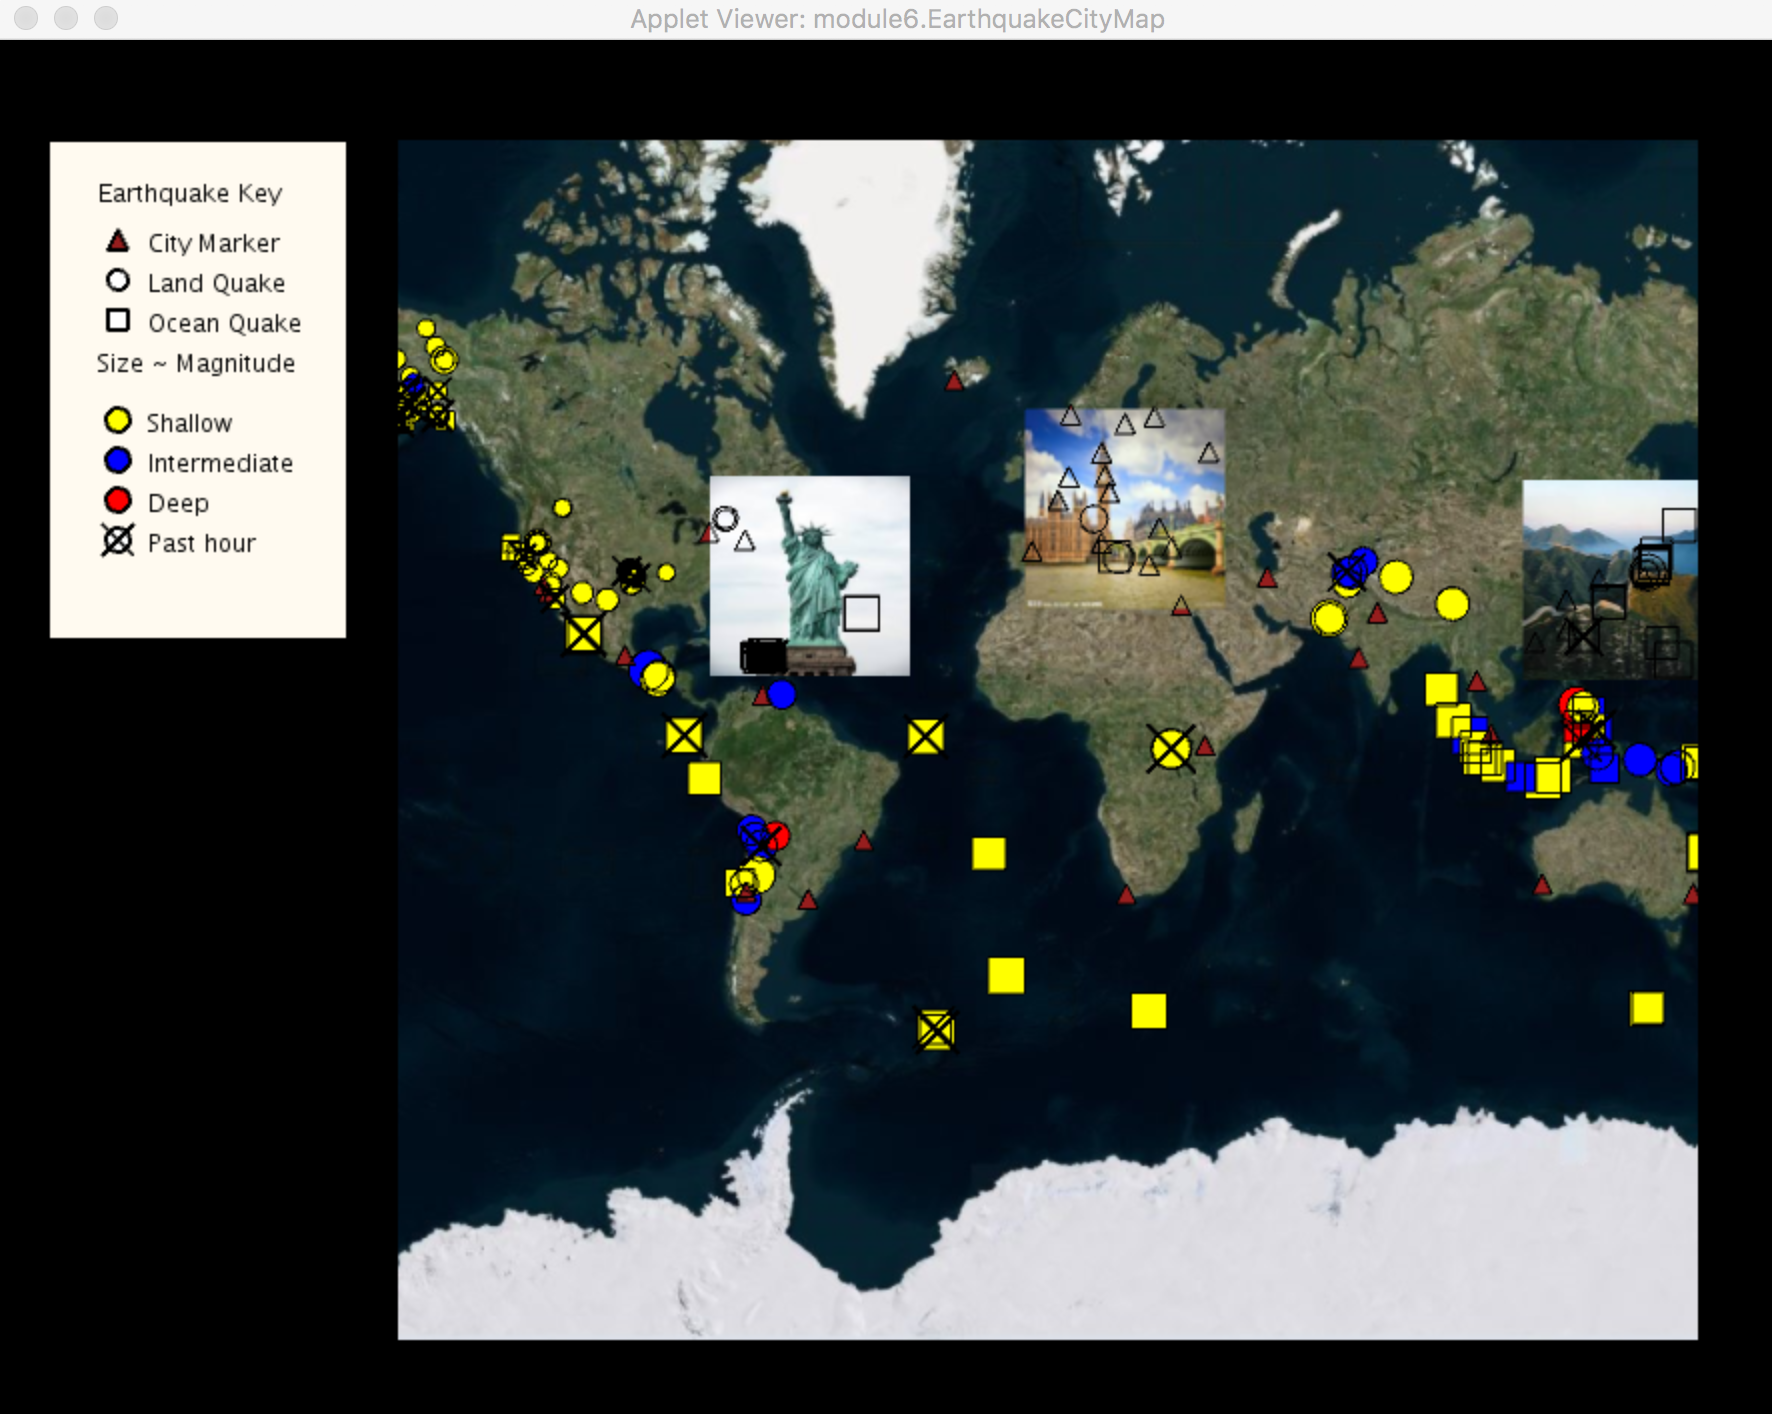 Applet Viewer: module6.EarthquakeCityMap
Earthquake Key
City Marker
Land Quake
Ocean Quake
Size ~ Magnitude
Shallow
Intermediate
Deep
Past hour